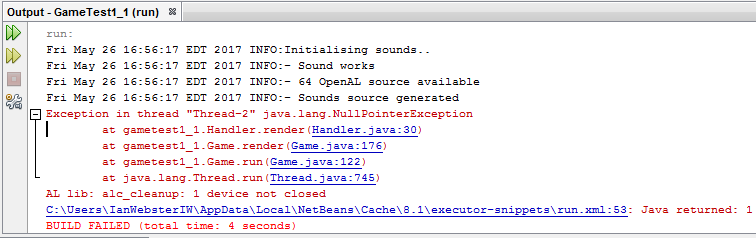 Output - GameTest1_1 (run)
run:
Fri May 26 16:56:17 EDT 2017 INFO:Initialising sounds..
Fri May 26 16:56:17 EDT 2017 INFO:- Sound works
Fri May 26 16:56:17 EDT 2017 INFO:- 64 OpenAL source available
Fri May 26 16:56:17 EDT 2017 INFO:- Sounds source generated
Exception in thread "Thread-2" java.lang.NullPointerException
at gametest1_1.Handler.render(Handler.java:30)
at gametest1_1.Game.render(Game.java:176)
at gametest1_1.Game.run(Game.java:122)
at java.lang.Thread.run(Thread.java:745)
AL lib: alc_cleanup: 1 device not closed
C:\Users\IanWebsterIW\AppData\Local\NetBeans\Cache\8.1\executor-snippets\run.xml:53: Java returned: 1
BUILD FAILED (total time: 4 seconds)